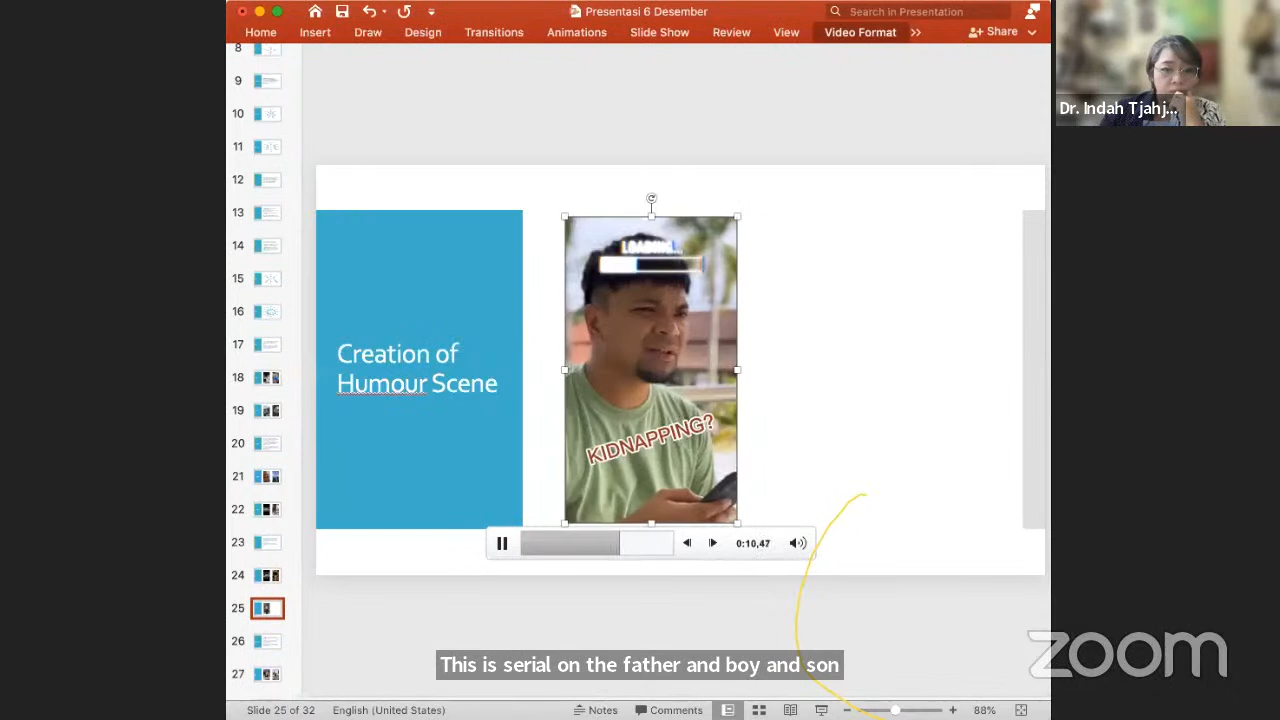 Presentasi 6 Desember
Search in Presentation
Home Insert Draw Design Transitions Animations Slide Show Review View Video Format >> Share
8
9
10
11
12
13
14
15
16
17
18
19
20
21
22
23
24
25
26
27
Creation of
Humour Scene
LOADING...
KIDNAPPING?
0:10,47
This is serial on the father and boy and son
Slide 25 of 32 English (United States) Notes Comments 88%
Dr. Indah Tjahj...
zoom